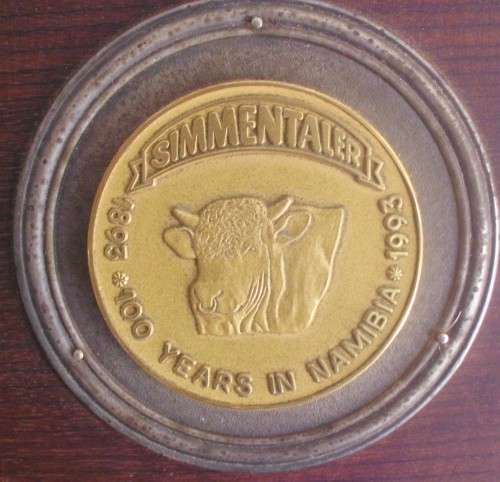 SIMMENTALER
1893 * 100 YEARS IN NAMIBIA * 1993